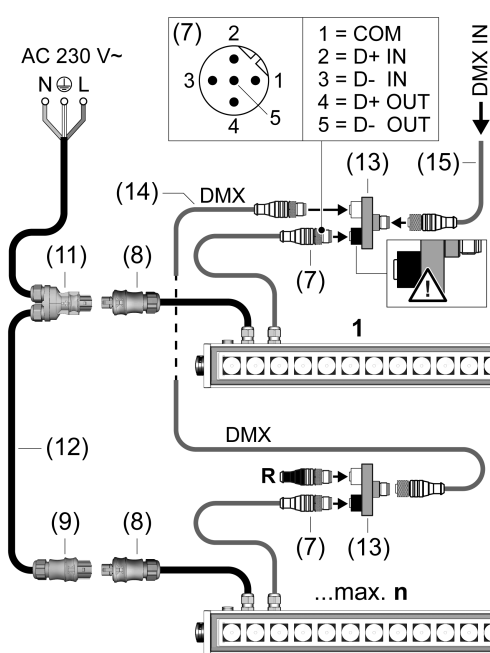 (7)
2
3
1
4
5
1 = COM
2 = D+ IN
3 = D- IN
4 = D+ OUT
5 = D- OUT
DMX IN
AC 230 V~
N L
(14)
DMX
(13)
(15)
(11)
(8)
(7)
1
(12)
DMX
R
(9)
(8)
(7)
(13)
...max. n